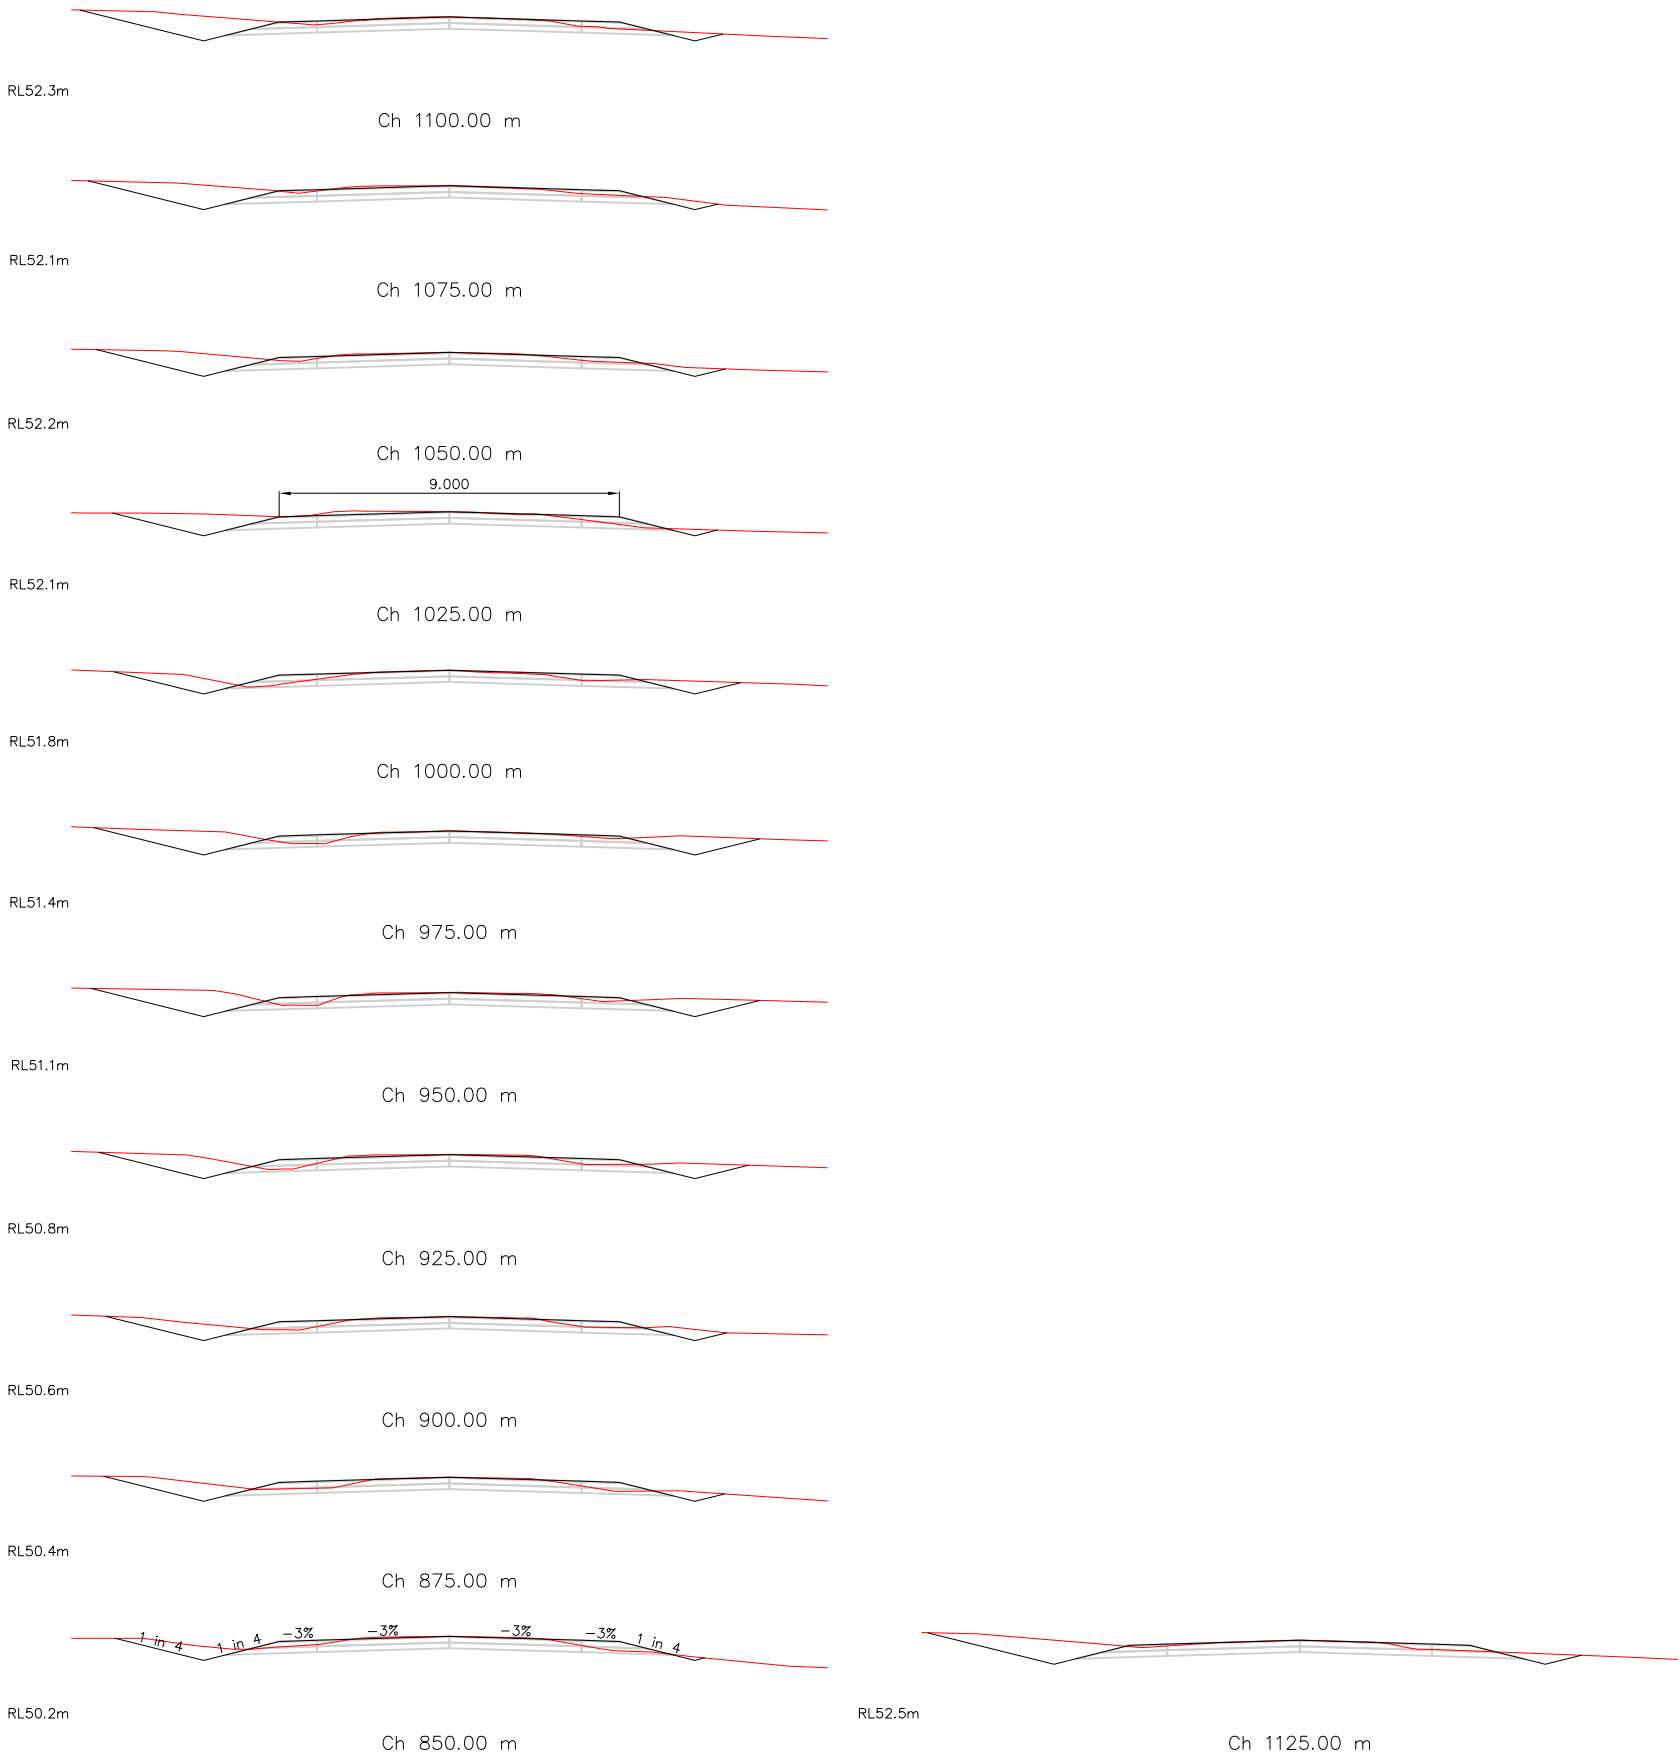 RL52.3m
Ch 1100.00 m
RL52.1m
Ch 1075.00 m
RL52.2m
Ch 1050.00 m
9.000
RL52.1m
Ch 1025.00 m
RL51.8m
Ch 1000.00 m
RL51.4m
Ch 975.00 m
RL51.1m
Ch 950.00 m
RL50.8m
Ch 925.00 m
RL50.6m
Ch 900.00 m
RL50.4m
Ch 875.00 m
1 in 4 1 in 4 -3% -3% -3% -3% 1 in 4
RL50.2m
Ch 850.00 m
RL52.5m
Ch 1125.00 m